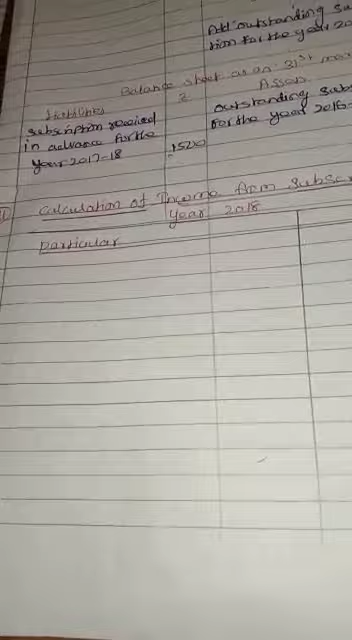 Add outstanding su
tion for the year 20
Balance sheet as on 31st ma
Liabilities ₹ Assets
subscription received
in advance for the
year 2017-18 1500
outstanding subs
for the year 2016-
Calculation of Income from subsc
year 2018
particular